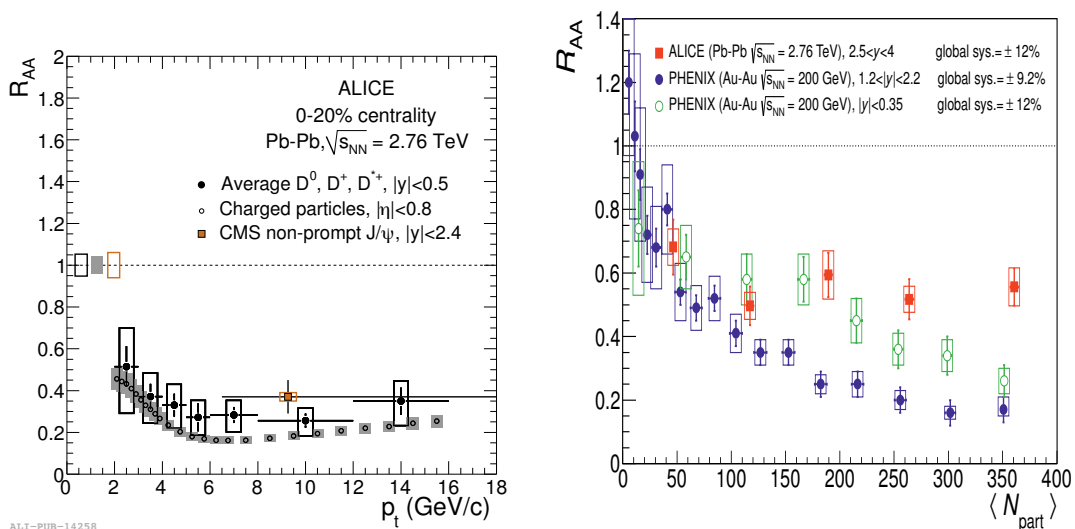 R_AA
2
1.8
1.6
1.4
1.2
1
0.8
0.6
0.4
0.2
0
ALICE
0-20% centrality
Pb-Pb, √s_NN = 2.76 TeV
Average D⁰, D⁺, D*⁺, |y|<0.5
Charged particles, |η|<0.8
CMS non-prompt J/ψ, |y|<2.4
0 2 4 6 8 10 12 14 16 18
p_t (GeV/c)
ALI-PUB-14258
R_AA
1.4
1.2
1
0.8
0.6
0.4
0.2
0
ALICE (Pb-Pb √s_NN = 2.76 TeV), 2.5<y<4 global sys.= ± 12%
PHENIX (Au-Au √s_NN = 200 GeV), 1.2<|y|<2.2 global sys.= ± 9.2%
PHENIX (Au-Au √s_NN = 200 GeV), |y|<0.35 global sys.= ± 12%
0 50 100 150 200 250 300 350 400
⟨N_part⟩